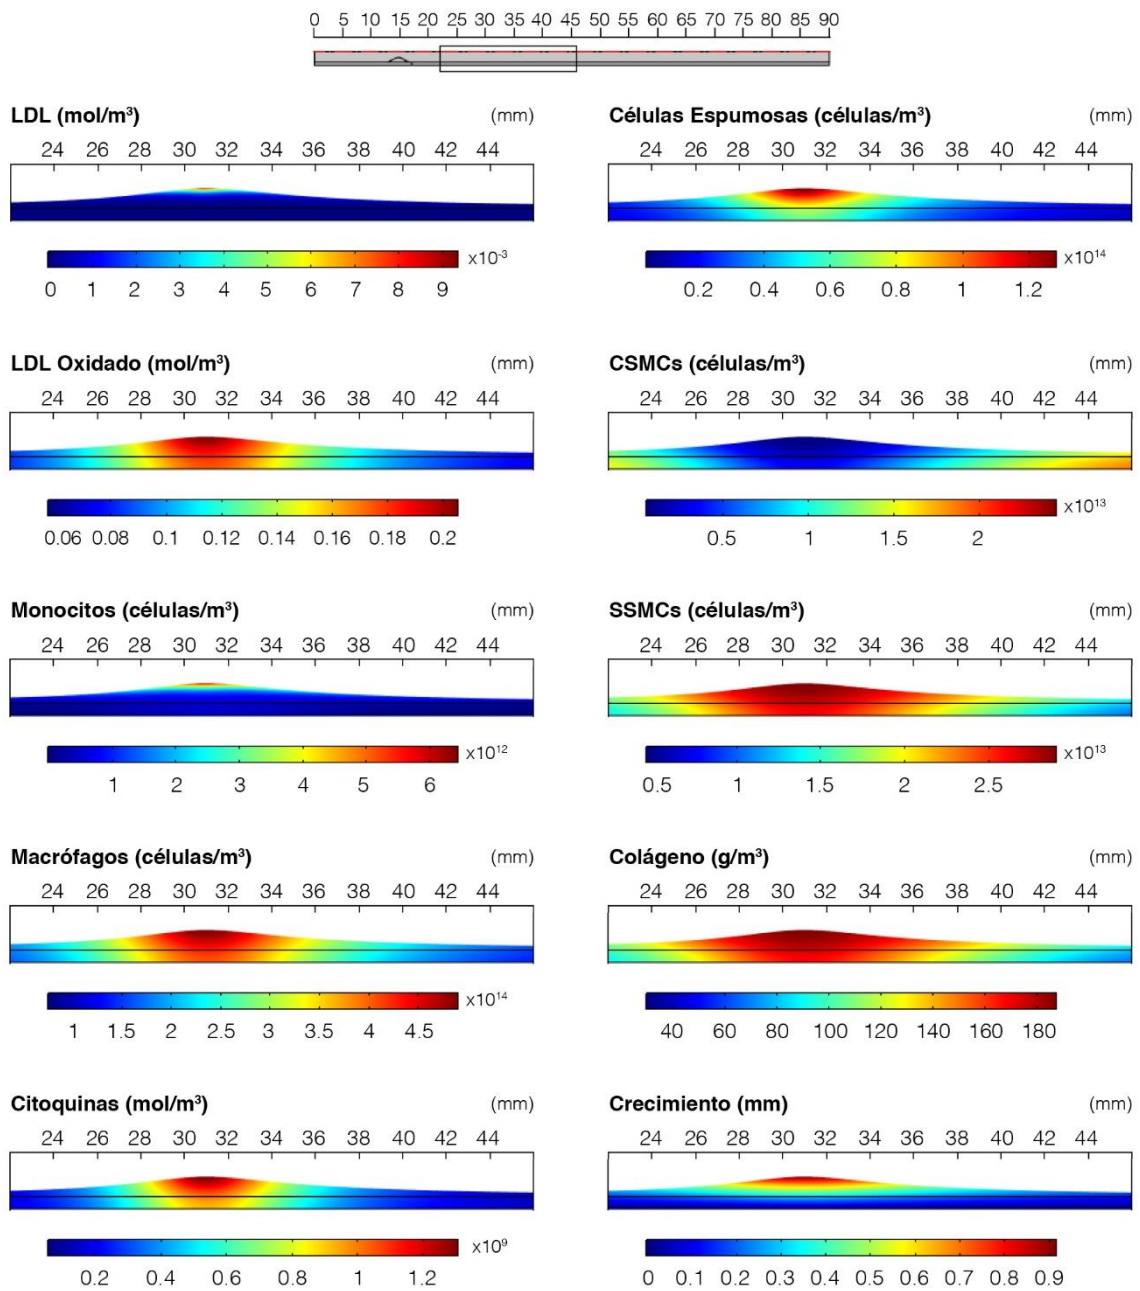 0 5 10 15 20 25 30 35 40 45 50 55 60 65 70 75 80 85 90
LDL (mol/m³) (mm)
24 26 28 30 32 34 36 38 40 42 44
x10⁻³
0 1 2 3 4 5 6 7 8 9
Células Espumosas (células/m³) (mm)
24 26 28 30 32 34 36 38 40 42 44
x10¹⁴
0.2 0.4 0.6 0.8 1 1.2
LDL Oxidado (mol/m³) (mm)
24 26 28 30 32 34 36 38 40 42 44
0.06 0.08 0.1 0.12 0.14 0.16 0.18 0.2
CSMCs (células/m³) (mm)
24 26 28 30 32 34 36 38 40 42 44
x10¹³
0.5 1 1.5 2
Monocitos (células/m³) (mm)
24 26 28 30 32 34 36 38 40 42 44
x10¹²
1 2 3 4 5 6
SSMCs (células/m³) (mm)
24 26 28 30 32 34 36 38 40 42 44
x10¹³
0.5 1 1.5 2 2.5
Macrófagos (células/m³) (mm)
24 26 28 30 32 34 36 38 40 42 44
x10¹⁴
1 1.5 2 2.5 3 3.5 4 4.5
Colágeno (g/m³) (mm)
24 26 28 30 32 34 36 38 40 42 44
40 60 80 100 120 140 160 180
Citoquinas (mol/m³) (mm)
24 26 28 30 32 34 36 38 40 42 44
x10⁹
0.2 0.4 0.6 0.8 1 1.2
Crecimiento (mm) (mm)
24 26 28 30 32 34 36 38 40 42 44
0 0.1 0.2 0.3 0.4 0.5 0.6 0.7 0.8 0.9